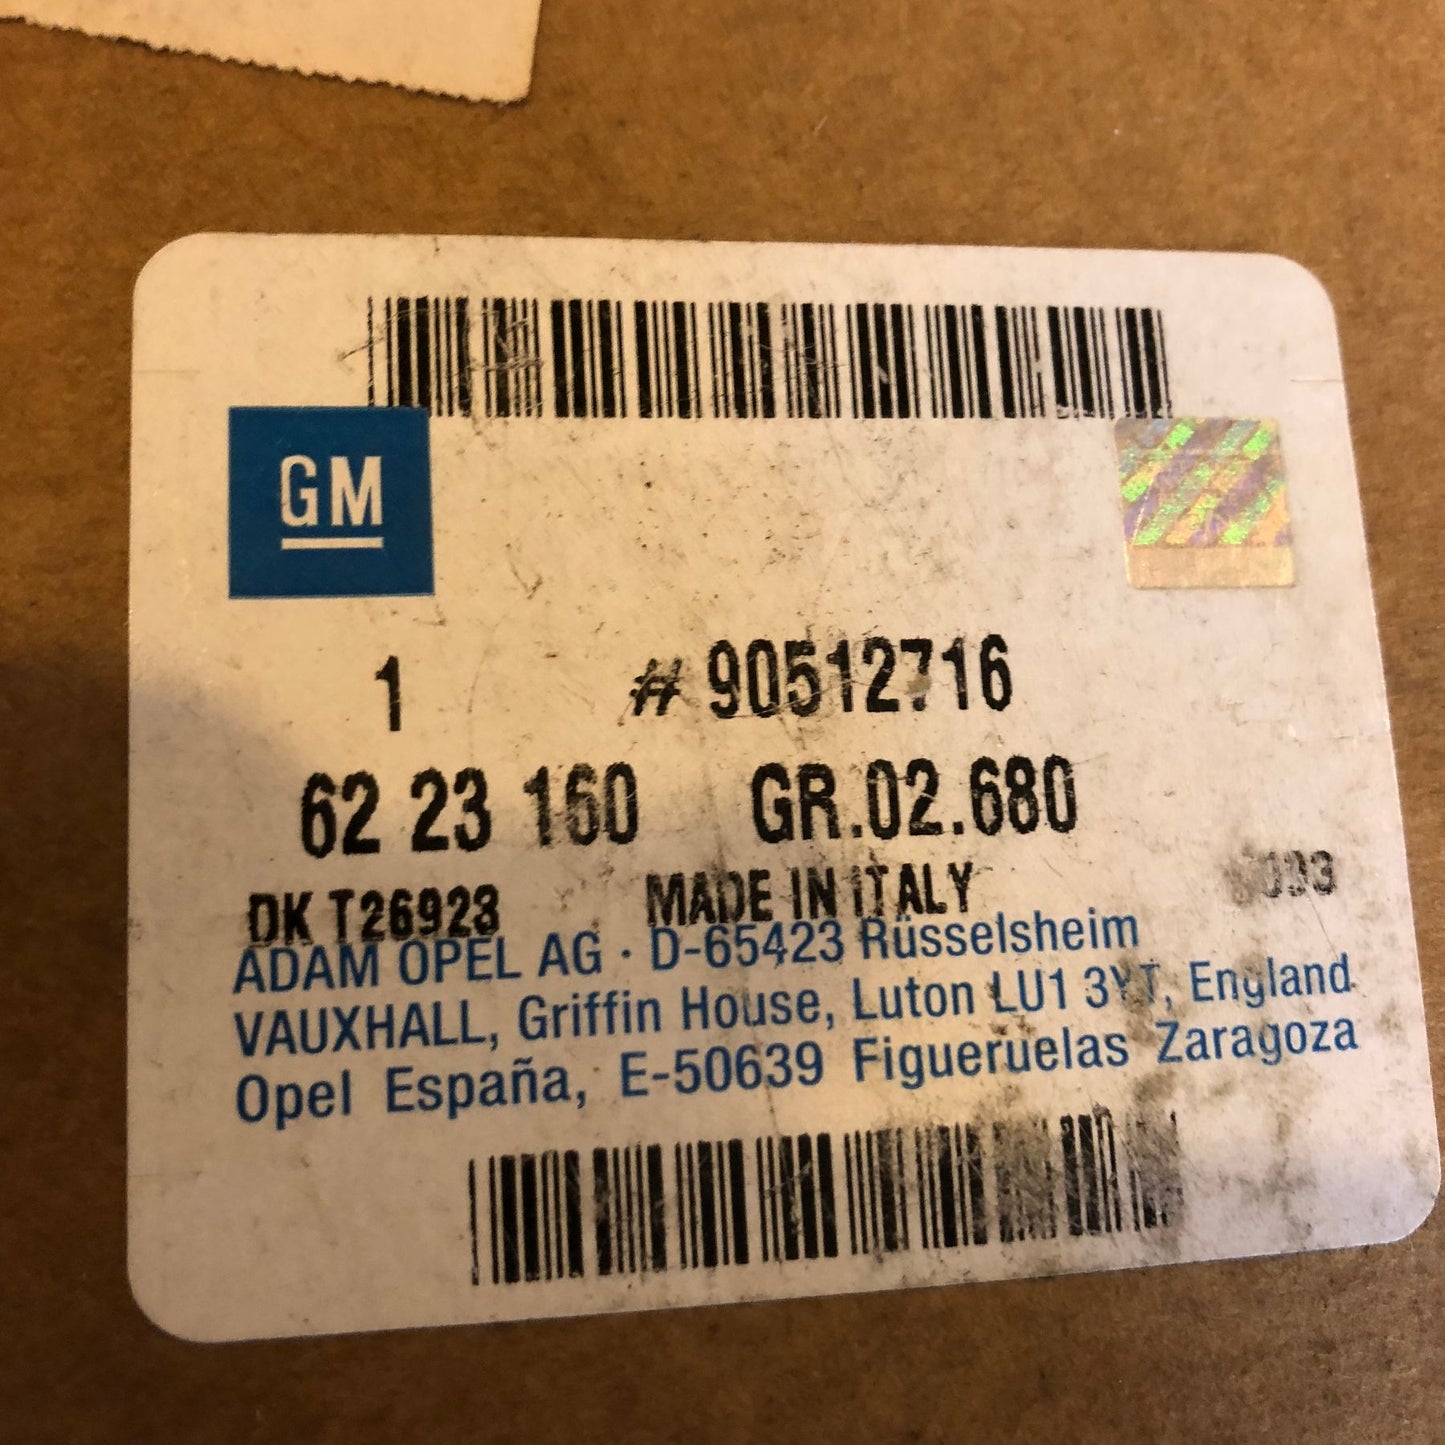 GM
1 # 90512716
62 23 160 GR.02.680
DK T26923 MADE IN ITALY
ADAM OPEL AG · D-65423 Rüsselsheim
VAUXHALL, Griffin House, Luton LU1 3YT, England
Opel España, E-50639 Figueruelas Zaragoza